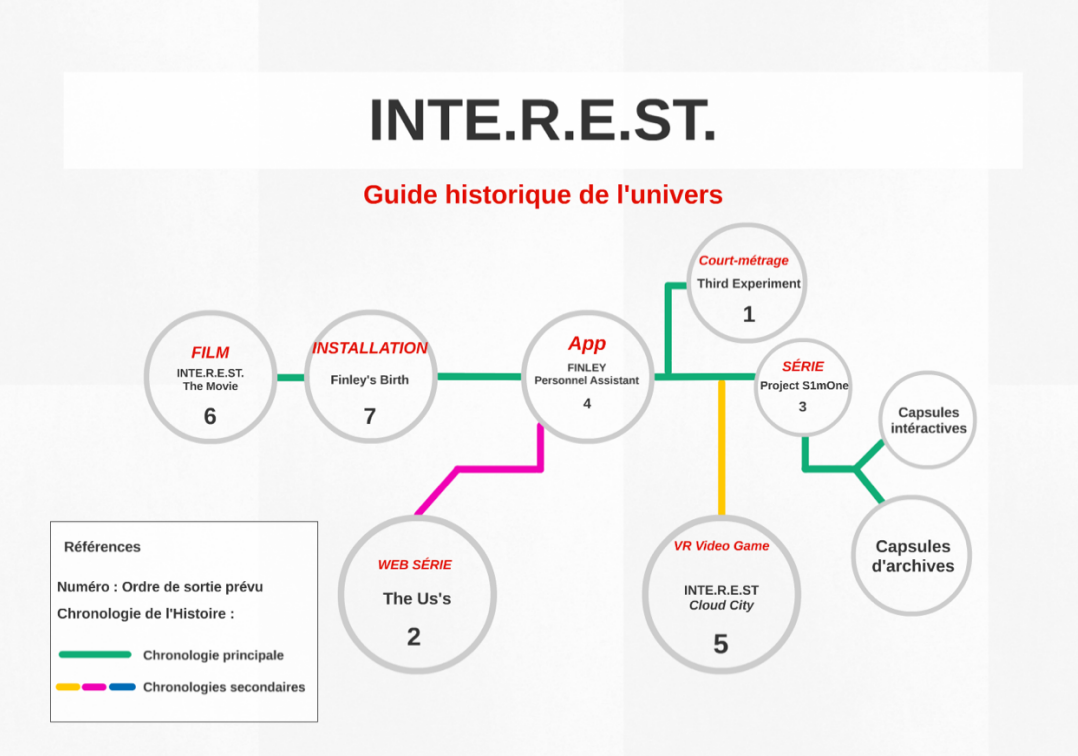 INTE.R.E.ST.
Guide historique de l'univers
Court-métrage
Third Experiment
1
FILM
INTE.R.E.ST.
The Movie
6
INSTALLATION
Finley's Birth
7
App
FINLEY
Personnel Assistant
4
SÉRIE
Project S1mOne
3
Capsules
intéractives
Capsules
d'archives
WEB SÉRIE
The Us's
2
VR Video Game
INTE.R.E.ST
Cloud City
5
Références
Numéro : Ordre de sortie prévu
Chronologie de l'Histoire :
Chronologie principale
Chronologies secondaires